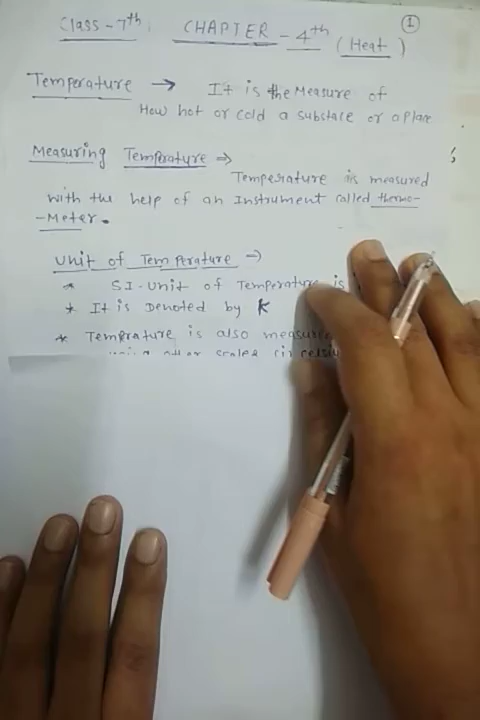 Class-7th: CHAPTER - 4th (Heat) 1
Temperature → It is the Measure of
How hot or cold a substace or a place
Measuring Temperature ⇒
Temperature is measured
with the help of an Instrument called thermo-
-Meter.
Unit of Temperature ⇒
* SI-Unit of Temperature is
* It is Denoted by K
* Temprature is also